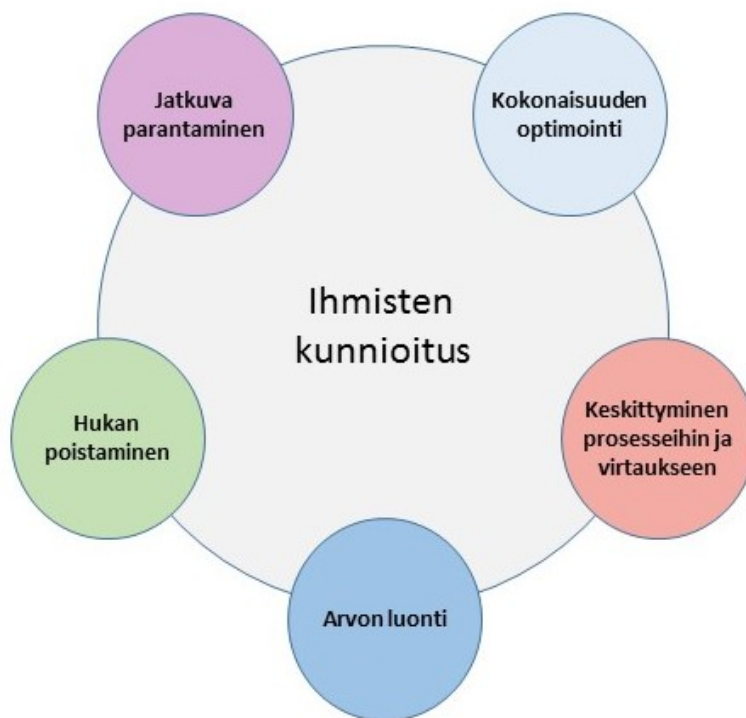 Jatkuva
parantaminen
Kokonaisuuden
optimointi
Ihmisten
kunnioitus
Hukan
poistaminen
Keskittyminen
prosesseihin ja
virtaukseen
Arvon luonti